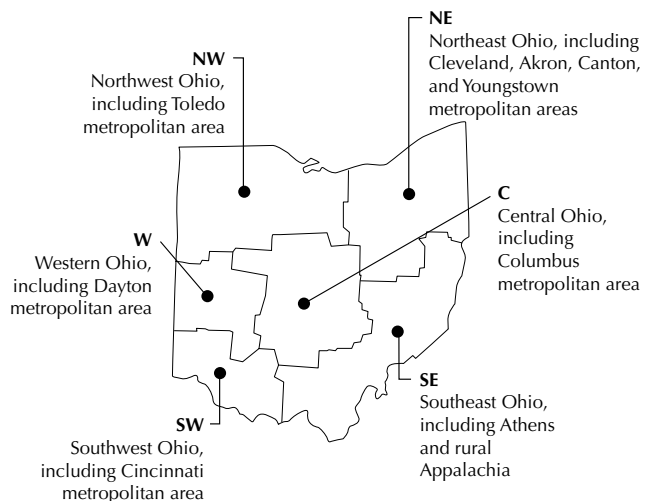 NE
Northeast Ohio, including
Cleveland, Akron, Canton,
and Youngstown
metropolitan areas
NW
Northwest Ohio,
including Toledo
metropolitan area
C
Central Ohio,
including
Columbus
metropolitan area
W
Western Ohio,
including Dayton
metropolitan area
SE
Southeast Ohio,
including Athens
and rural
Appalachia
SW
Southwest Ohio,
including Cincinnati
metropolitan area